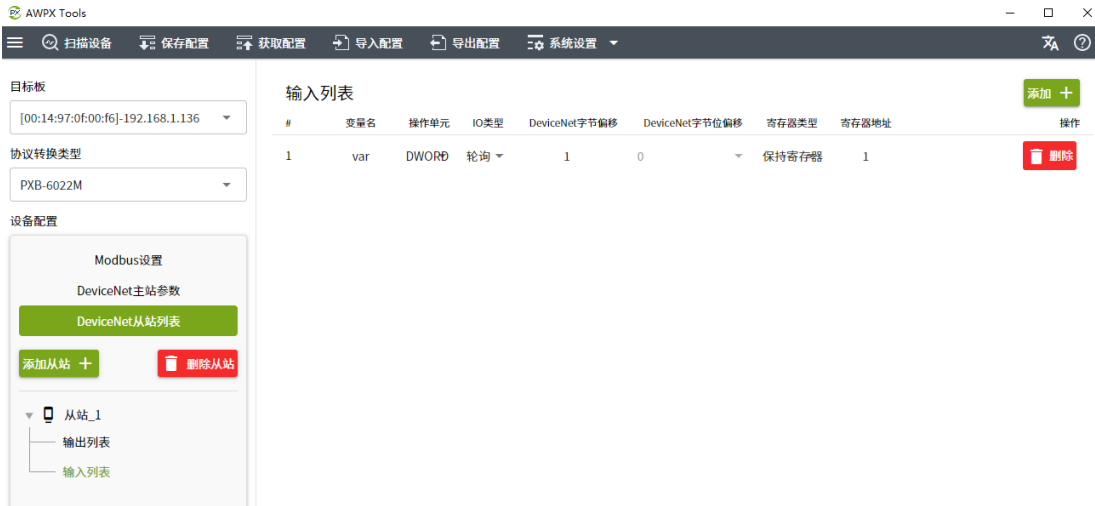 AWPX Tools
扫描设备 保存配置 获取配置 导入配置 导出配置 系统设置
目标板
[00:14:97:0f:00:f6]-192.168.1.136
协议转换类型
PXB-6022M
设备配置
Modbus设置
DeviceNet主站参数
DeviceNet从站列表
添加从站 删除从站
从站_1
输出列表
输入列表
输入列表 添加
# 变量名 操作单元 IO类型 DeviceNet字节偏移 DeviceNet字节位偏移 寄存器类型 寄存器地址 操作
1 var DWORD 轮询 1 0 保持寄存器 1 删除